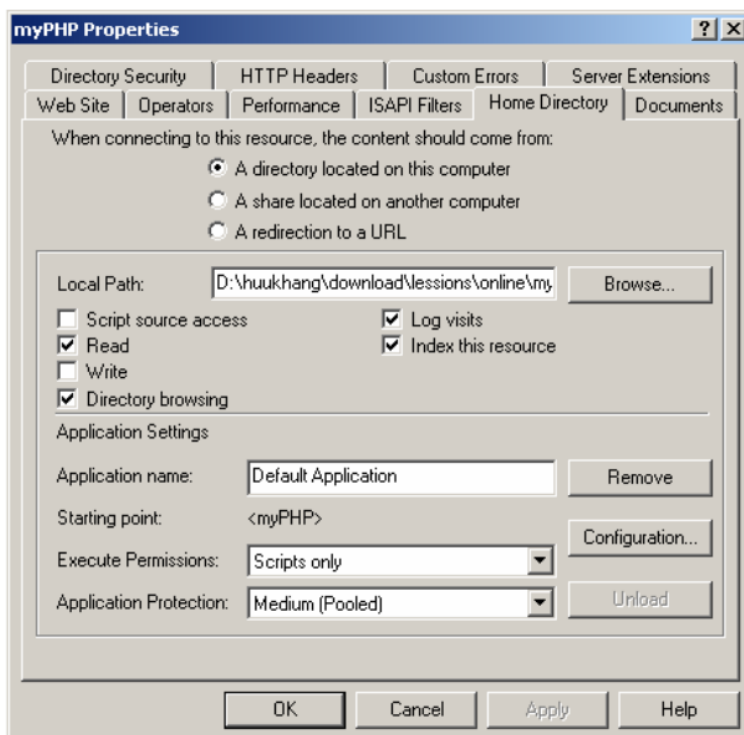 myPHP Properties
Directory Security HTTP Headers Custom Errors Server Extensions
Web Site Operators Performance ISAPI Filters Home Directory Documents
When connecting to this resource, the content should come from:
A directory located on this computer
A share located on another computer
A redirection to a URL
Local Path: D:\huukhang\download\lessions\online\my Browse...
Script source access Log visits
Read Index this resource
Write
Directory browsing
Application Settings
Application name: Default Application Remove
Starting point: <myPHP>
Configuration...
Execute Permissions: Scripts only
Application Protection: Medium (Pooled) Unload
OK Cancel Apply Help